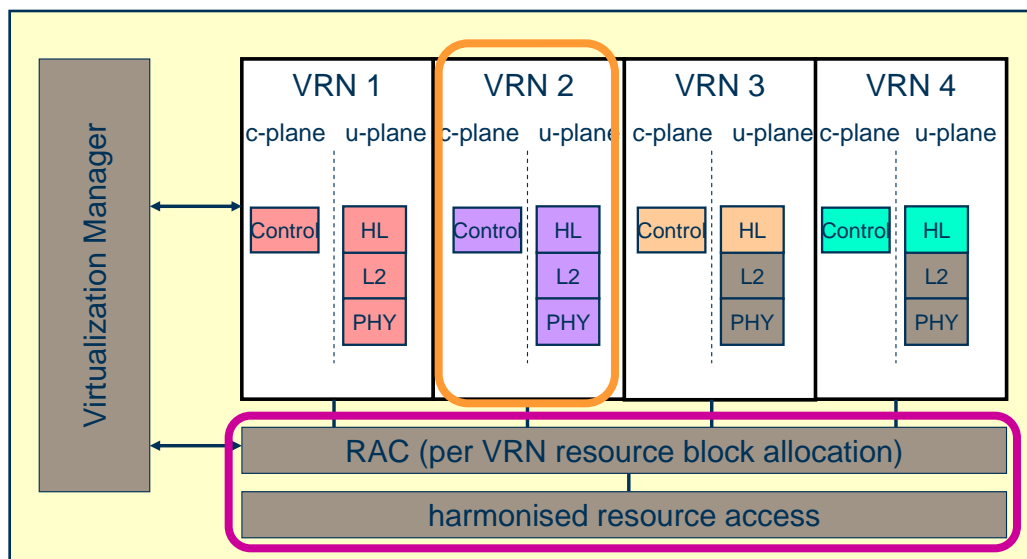 Virtualization Manager
VRN 1
VRN 2
VRN 3
VRN 4
c-plane u-plane
c-plane u-plane
c-plane u-plane
c-plane u-plane
Control
HL
L2
PHY
Control
HL
L2
PHY
Control
HL
L2
PHY
Control
HL
L2
PHY
RAC (per VRN resource block allocation)
harmonised resource access